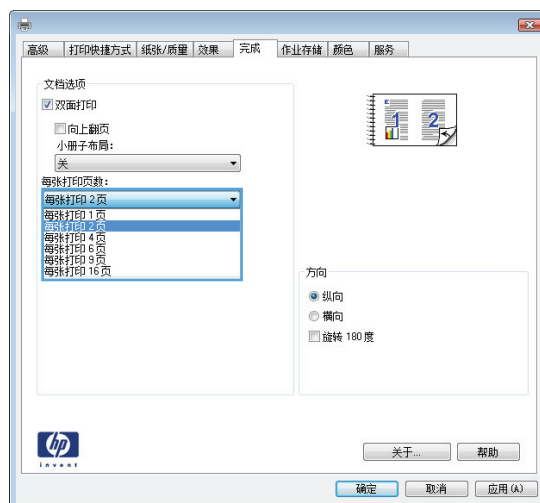 高级 打印快捷方式 纸张/质量 效果 完成 作业存储 颜色 服务
文档选项
双面打印
向上翻页
小册子布局:
关
每张打印页数:
每张打印 2 页
每张打印 1 页
每张打印 2 页
每张打印 4 页
每张打印 6 页
每张打印 9 页
每张打印 16 页
1 2
方向
纵向
横向
旋转 180 度
hp
invent
关于... 帮助
确定 取消 应用 (A)